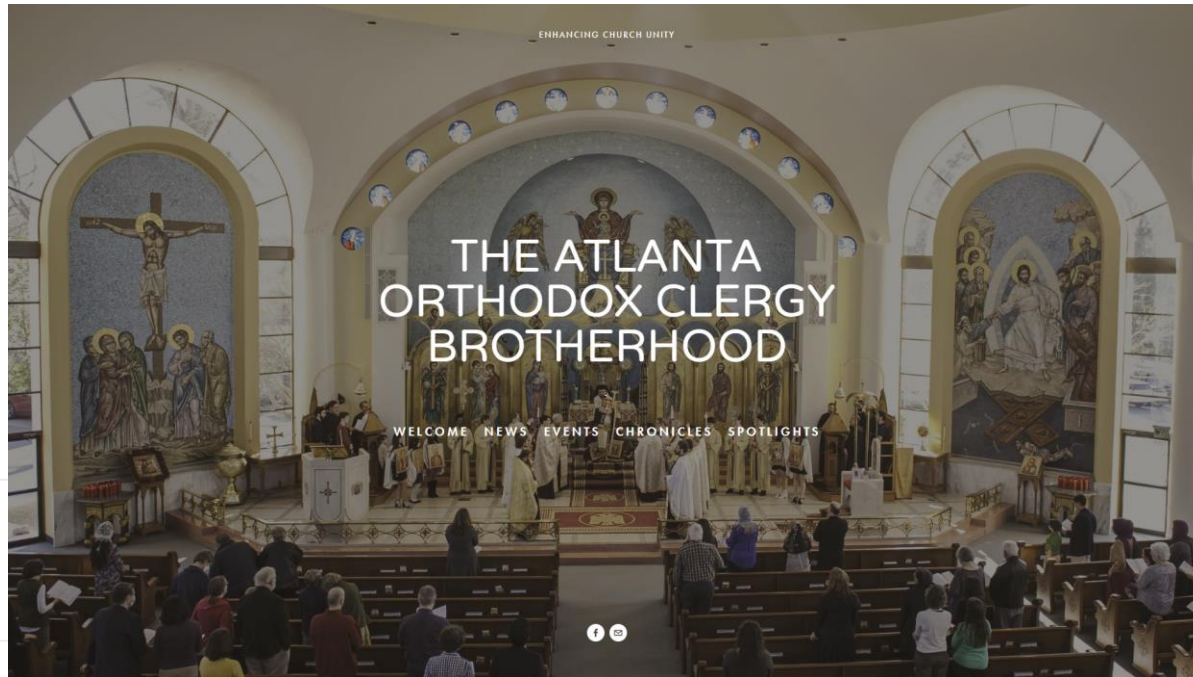 ENHANCING CHURCH UNITY
THE ATLANTA
ORTHODOX CLERGY
BROTHERHOOD
WELCOME NEWS EVENTS CHRONICLES SPOTLIGHTS